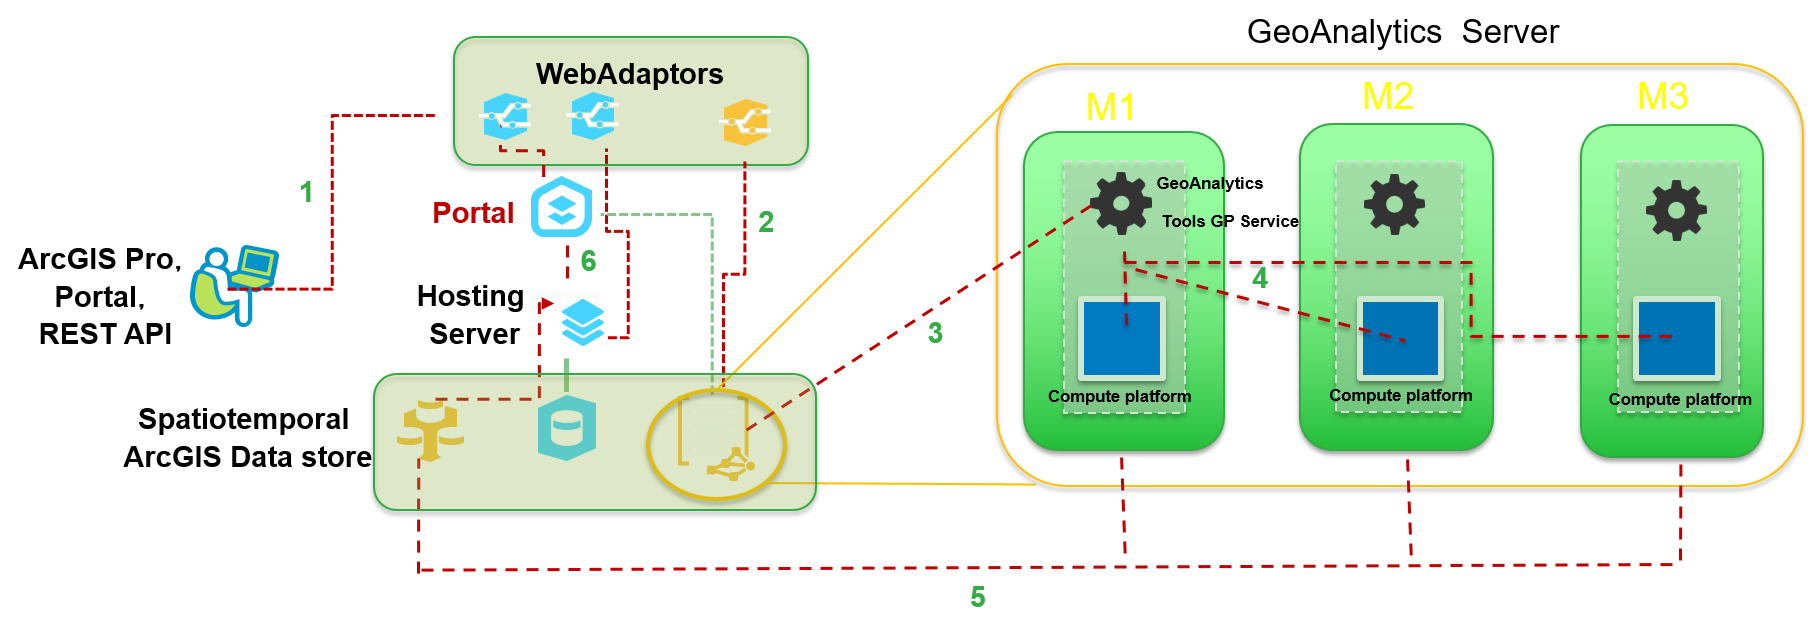 GeoAnalytics Server
WebAdaptors
M1
M2
M3
1
Portal
2
GeoAnalytics
Tools GP Service
ArcGIS Pro,
Portal,
REST API
6
4
Hosting
Server
3
Compute platform
Compute platform
Compute platform
Spatiotemporal
ArcGIS Data store
5